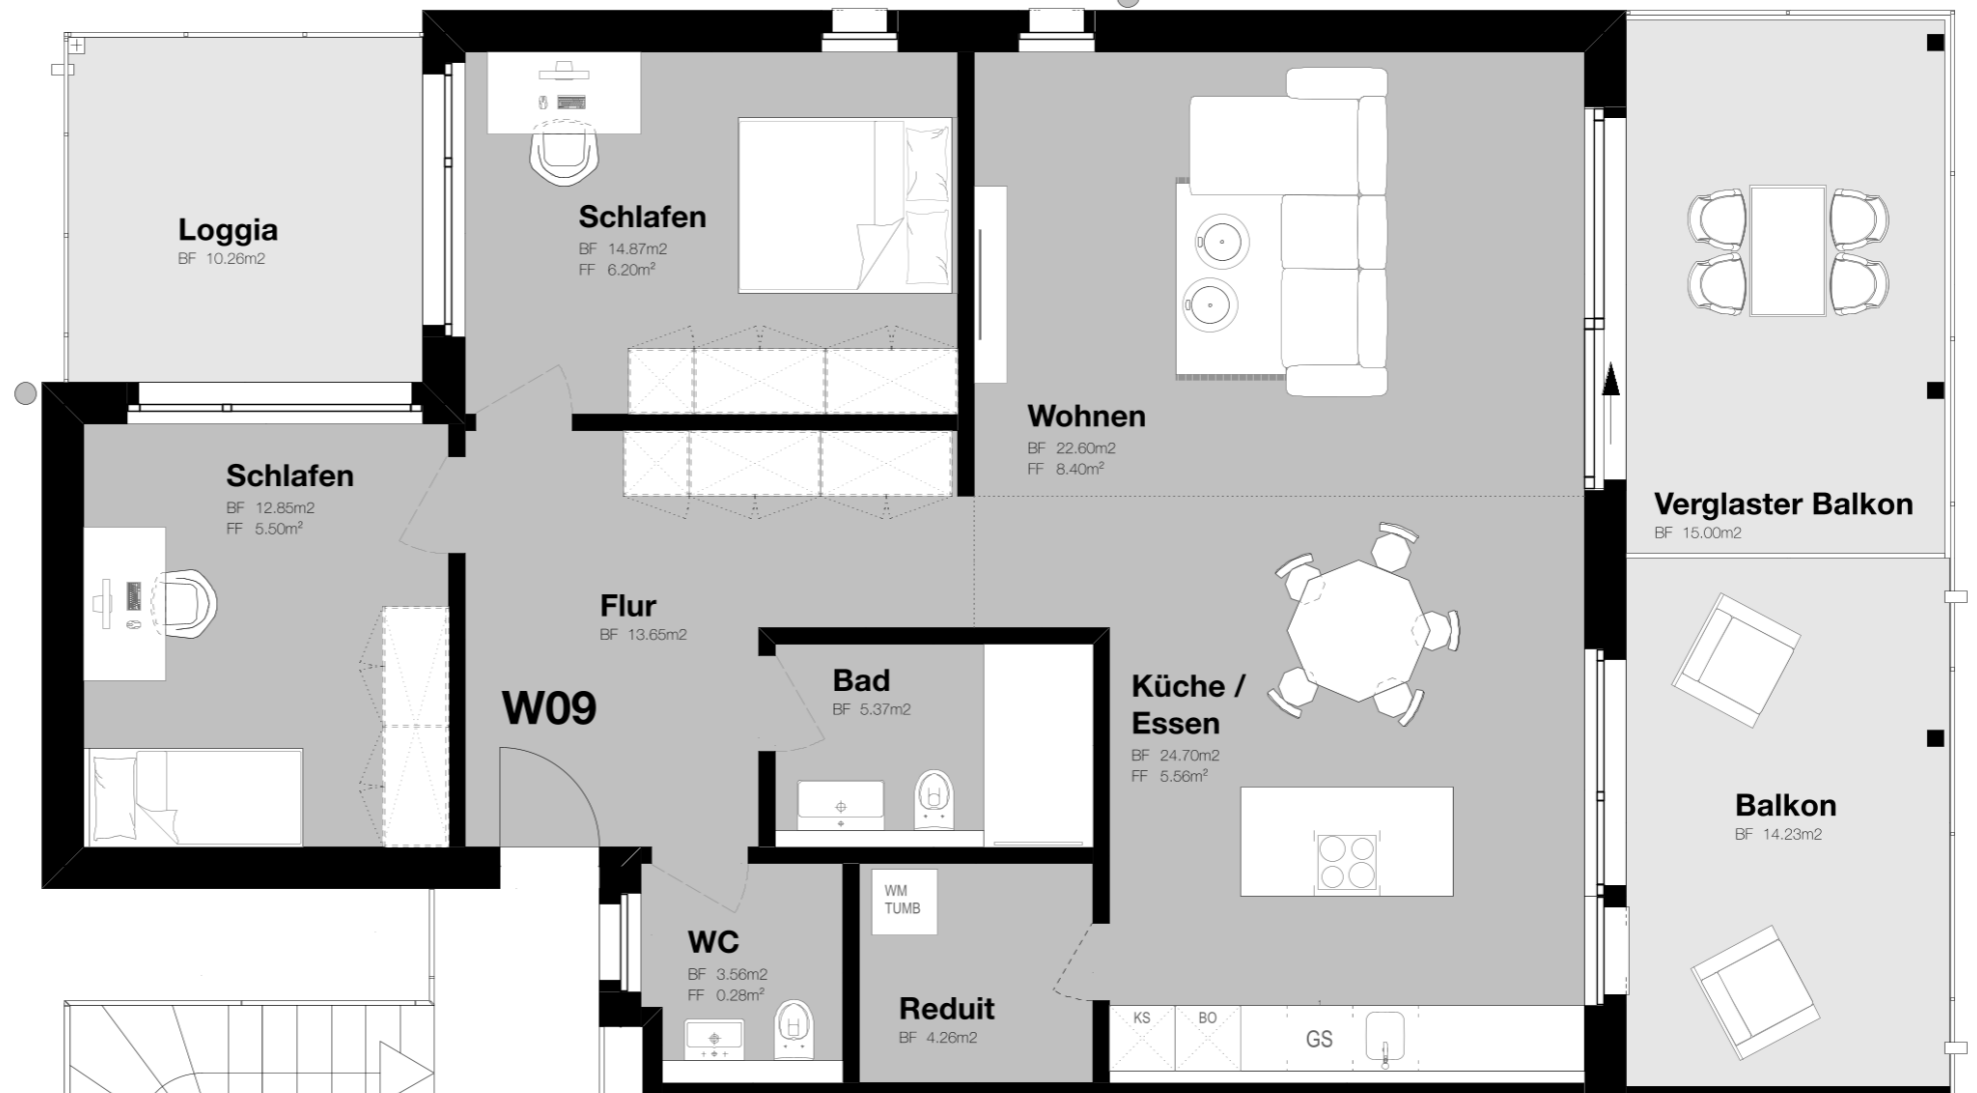 Loggia
BF 10.26m2
Schlafen
BF 14.87m2
FF 6.20m²
Wohnen
BF 22.60m2
FF 8.40m²
Verglaster Balkon
BF 15.00m2
Schlafen
BF 12.85m2
FF 5.50m²
Flur
BF 13.65m2
W09
Bad
BF 5.37m2
Küche /
Essen
BF 24.70m2
FF 5.56m²
Balkon
BF 14.23m2
WM
TUMB
WC
BF 3.56m2
FF 0.28m²
Reduit
BF 4.26m2
KS
BO
GS